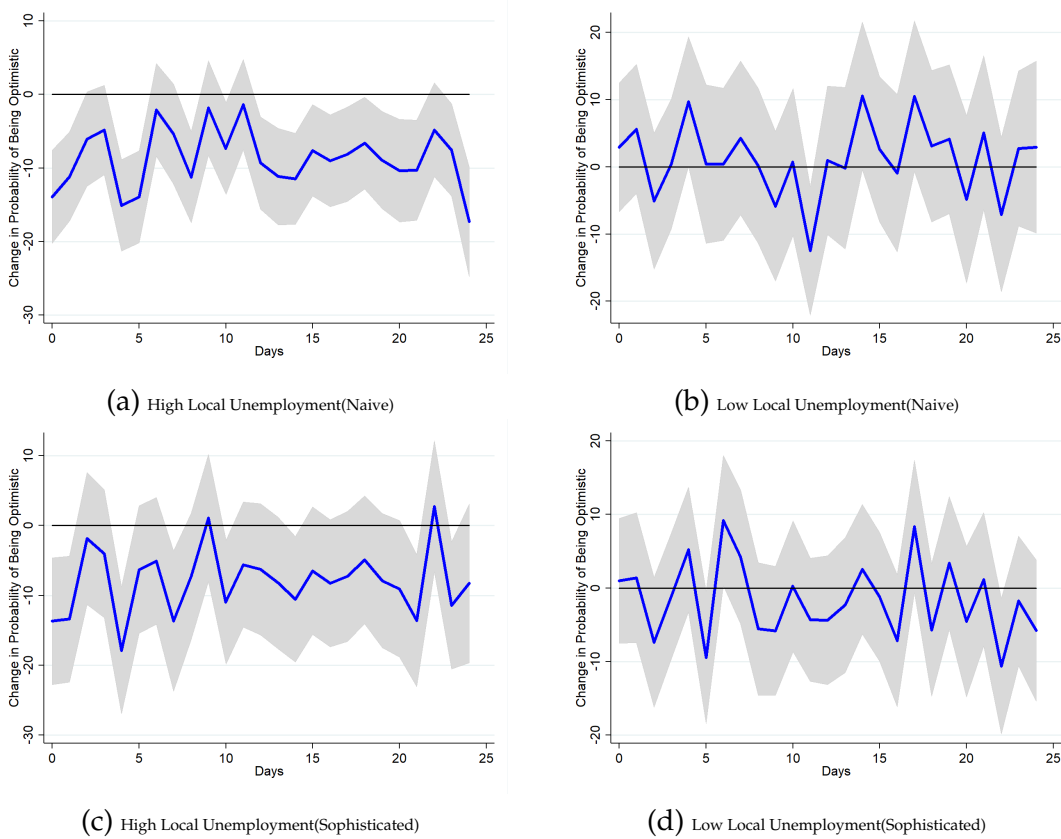 Change in Probability of Being Optimistic
10
0
-10
-20
-30
0 5 10 15 20 25
Days
(a) High Local Unemployment(Naive)
Change in Probability of Being Optimistic
20
10
0
-10
-20
0 5 10 15 20 25
Days
(b) Low Local Unemployment(Naive)
Change in Probability of Being Optimistic
10
0
-10
-20
-30
0 5 10 15 20 25
Days
(c) High Local Unemployment(Sophisticated)
Change in Probability of Being Optimistic
20
10
0
-10
-20
0 5 10 15 20 25
Days
(d) Low Local Unemployment(Sophisticated)